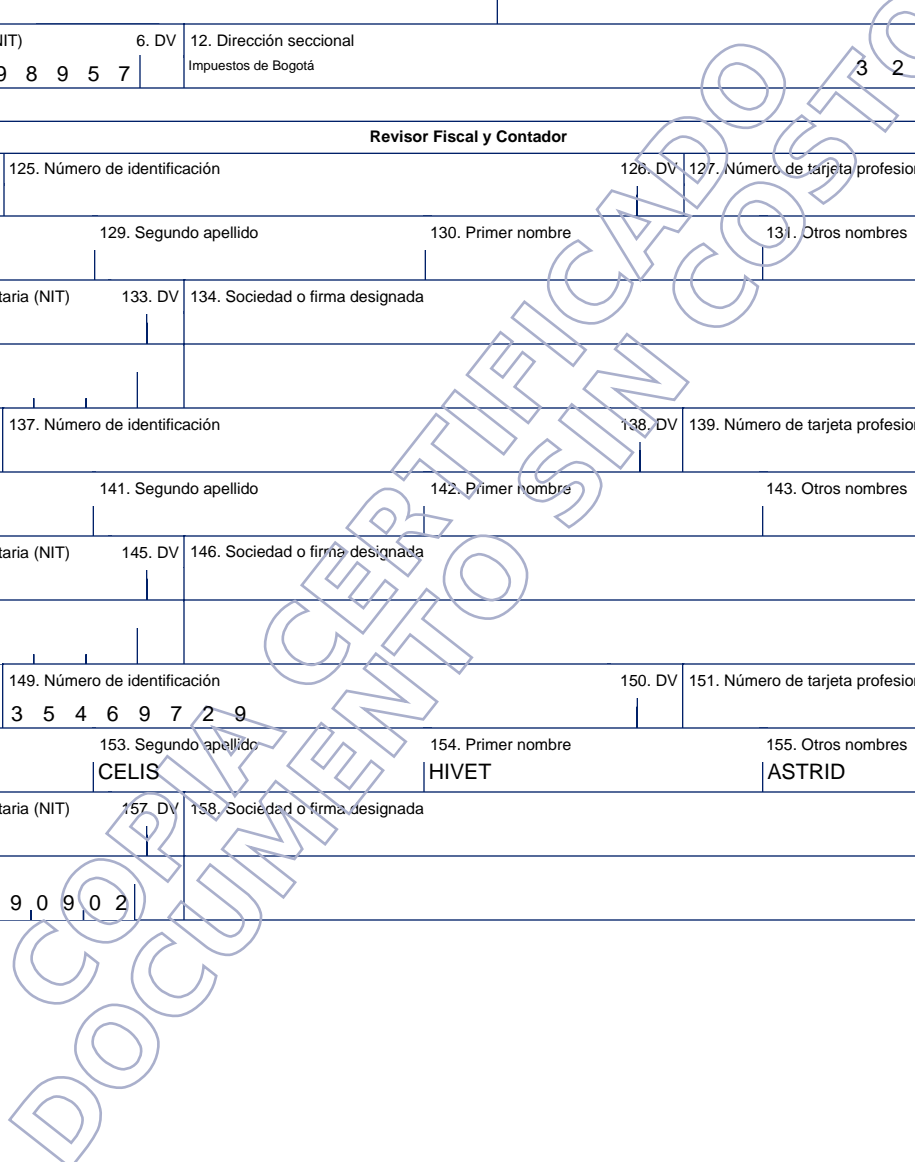 NIT) 6. DV 12. Dirección seccional
9 8 9 5 7 Impuestos de Bogotá 3 2
Revisor Fiscal y Contador
125. Número de identificación 126. DV 127. Número de tarjeta profesion
129. Segundo apellido 130. Primer nombre 131. Otros nombres
taria (NIT) 133. DV 134. Sociedad o firma designada
137. Número de identificación 138. DV 139. Número de tarjeta profesion
141. Segundo apellido 142. Primer nombre 143. Otros nombres
taria (NIT) 145. DV 146. Sociedad o firma designada
149. Número de identificación 150. DV 151. Número de tarjeta profesion
3 5 4 6 9 7 2 9
153. Segundo apellido 154. Primer nombre 155. Otros nombres
CELIS HIVET ASTRID
taria (NIT) 157. DV 158. Sociedad o firma designada
9 0 9 0 2
COPIA CERTIFICADO
DOCUMENTO SIN COSTO